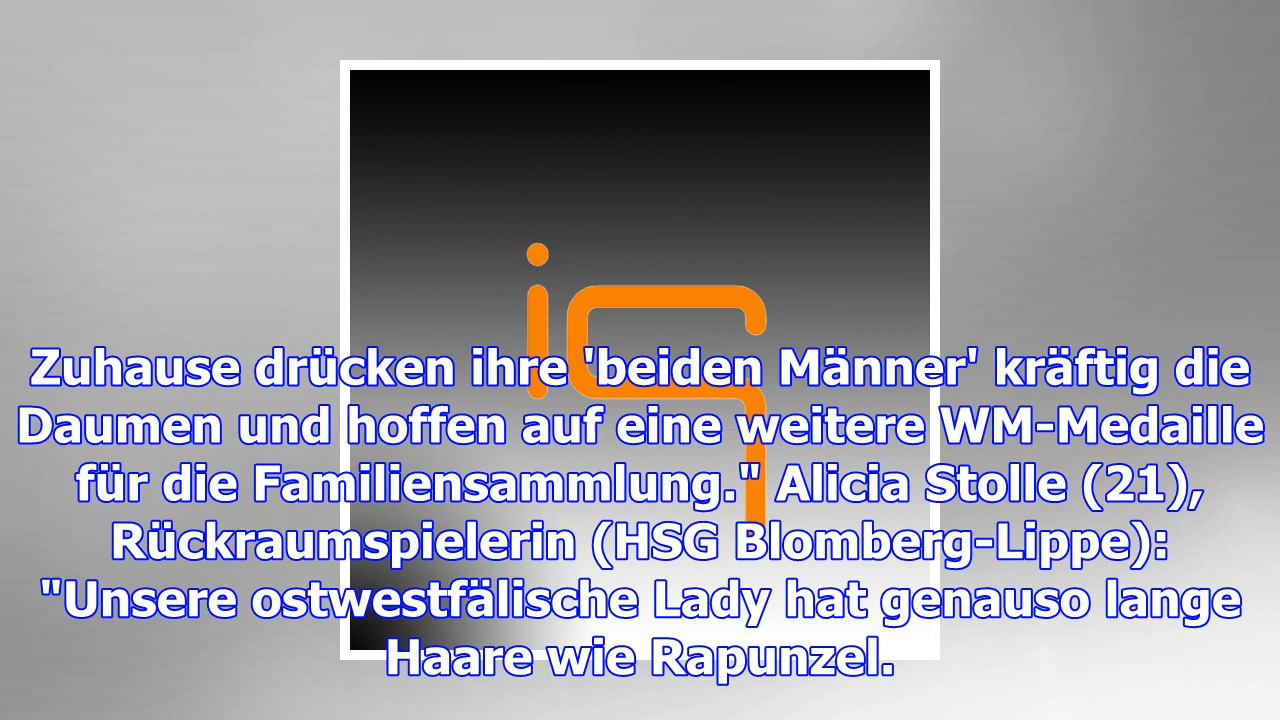 Zuhause drücken ihre 'beiden Männer' kräftig die
Daumen und hoffen auf eine weitere WM-Medaille
für die Familiensammlung." Alicia Stolle (21),
Rückraumspielerin (HSG Blomberg-Lippe):
"Unsere ostwestfälische Lady hat genauso lange
Haare wie Rapunzel.